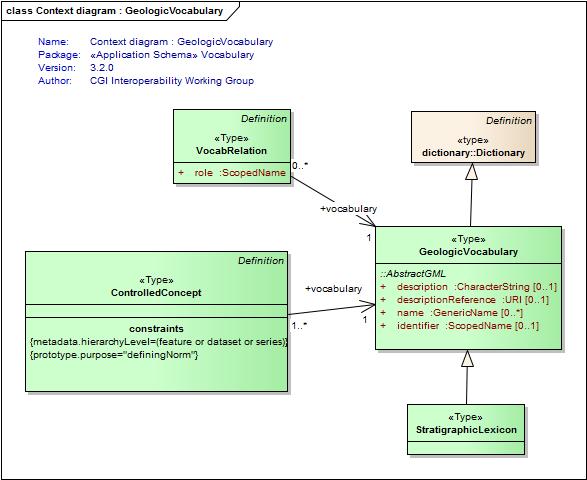 class Context diagram : GeologicVocabulary
Name: Context diagram : GeologicVocabulary
Package: «Application Schema» Vocabulary
Version: 3.2.0
Author: CGI Interoperability Working Group
Definition
«Type»
VocabRelation
+ role :ScopedName
Definition
«type»
dictionary::Dictionary
0..*
+vocabulary
1
«Type»
GeologicVocabulary
::AbstractGML
+ description :CharacterString [0..1]
+ descriptionReference :URI [0..1]
+ name :GenericName [0..*]
+ identifier :ScopedName [0..1]
Definition
«Type»
ControlledConcept
constraints
{metadata.hierarchyLevel=(feature or dataset or series)}
{prototype.purpose="definingNorm"}
+vocabulary
1..*
1
«Type»
StratigraphicLexicon